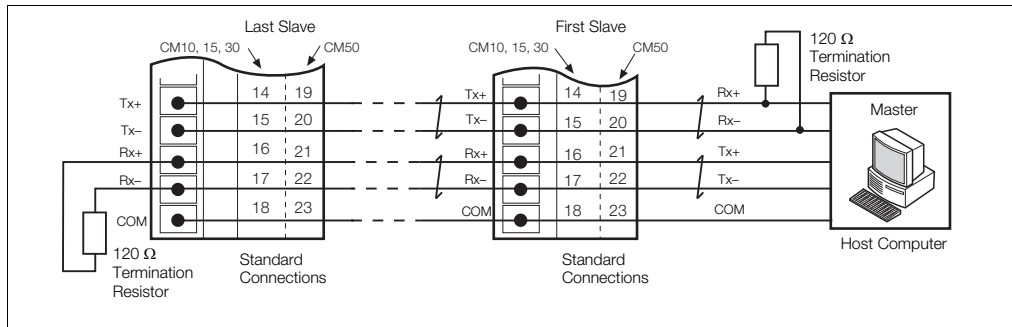 Last Slave
CM10, 15, 30
CM50
First Slave
CM10, 15, 30
CM50
120 Ω
Termination
Resistor
Tx+
14 19
Tx+
14 19
Rx+
Master
Tx–
15 20
Tx–
15 20
Rx–
Rx+
16 21
Rx+
16 21
Tx+
Rx–
17 22
Rx–
17 22
Tx–
COM
18 23
COM
18 23
COM
Host Computer
120 Ω
Termination
Resistor
Standard
Connections
Standard
Connections